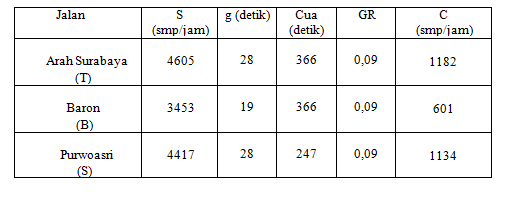 Jalan S (smp/jam) g (detik) Cua (detik) GR C (smp/jam)
Arah Surabaya (T) 4605 28 366 0,09 1182
Baron (B) 3453 19 366 0,09 601
Purwoasri (S) 4417 28 247 0,09 1134